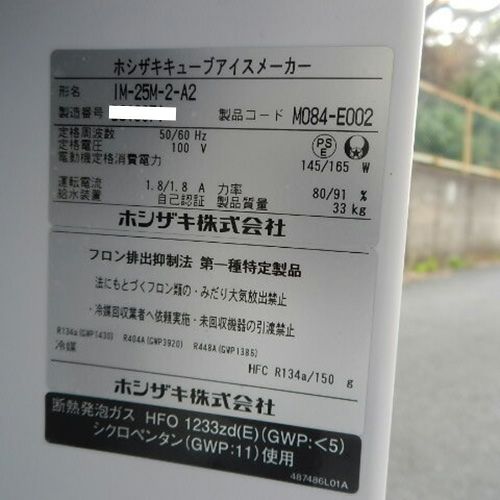 ホシザキキューブアイスメーカー
形名 IM-25M-2-A2
製造番号 製品コード M084-E002
定格周波数 50/60 Hz
定格電圧 100 V
電動機定格消費電力 145/165 W
PS
E
運転電流 1.8/1.8 A 力率 80/91 %
給水装置 自己認証 製品質量 33 kg
ホシザキ株式会社
フロン排出抑制法 第一種特定製品
法にもとづくフロン類の・みだり大気放出禁止
・冷媒回収業者へ依頼実施・未回収機器の引渡禁止
R134a(GWP1430) R404A(GWP3920) R448A(GWP1386)
冷媒 HFC R134a/150 g
ホシザキ株式会社
断熱発泡ガス HFO 1233zd(E)(GWP:<5)
シクロペンタン(GWP:11)使用
487486L01A